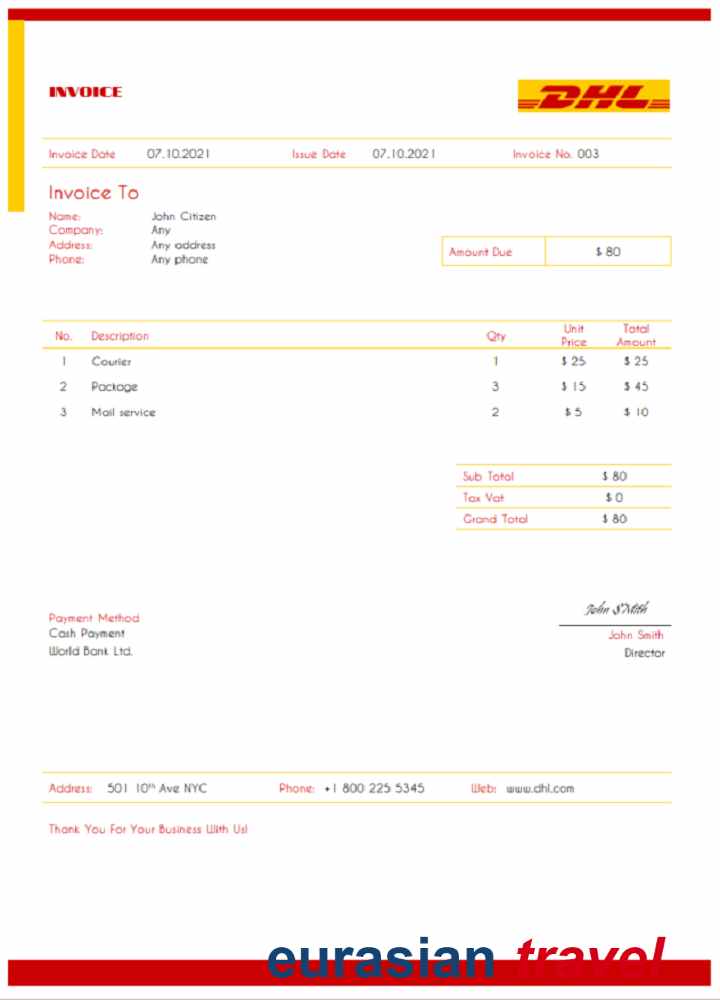 INVOICE
DHL
Invoice Date 07.10.2021 Issue Date 07.10.2021 Invoice No. 003
Invoice To
Name: John Citizen
Company: Any
Address: Any address
Phone: Any phone
Amount Due $ 80
No. Description Qty Unit Price Total Amount
1 Courier 1 $ 25 $ 25
2 Package 3 $ 15 $ 45
3 Mail service 2 $ 5 $ 10
Sub Total $ 80
Tax Vat $ 0
Grand Total $ 80
John SMith
Payment Method
John Smith
Cash Payment
Director
World Bank Ltd.
Address: 501 10th Ave NYC Phone: +1 800 225 5345 Web: www.dhl.com
Thank You For Your Business With Us!
eurasian travel